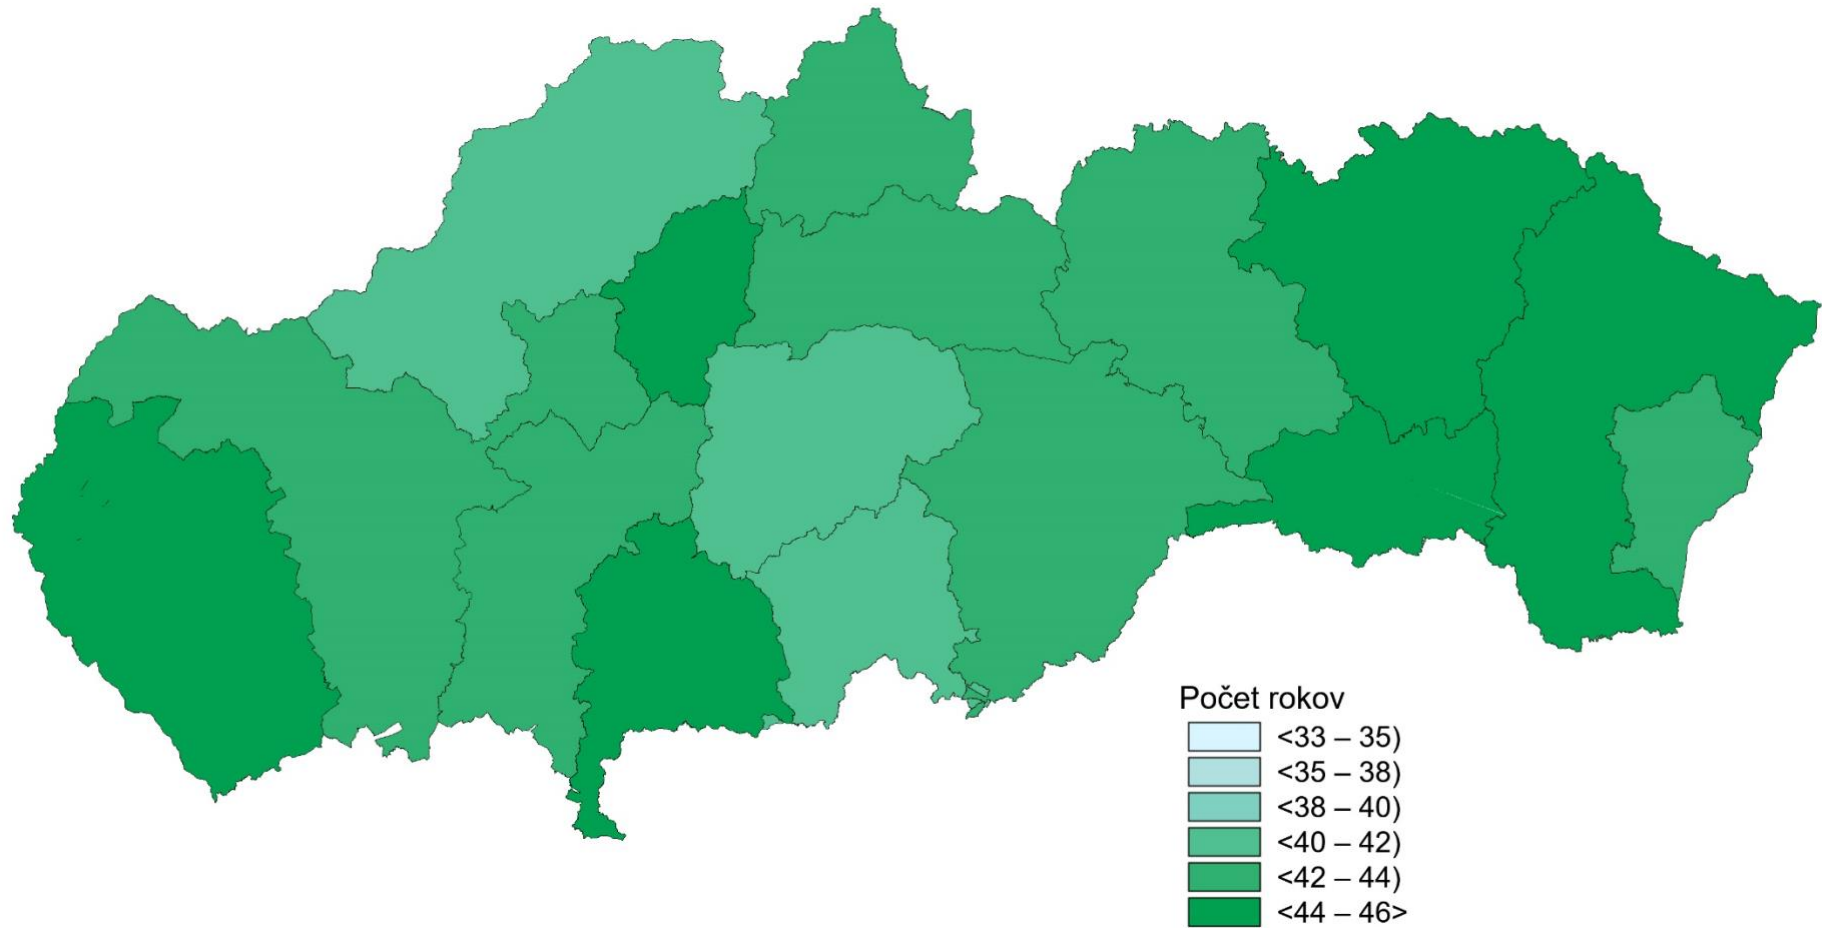 Počet rokov
<33 – 35)
<35 – 38)
<38 – 40)
<40 – 42)
<42 – 44)
<44 – 46>